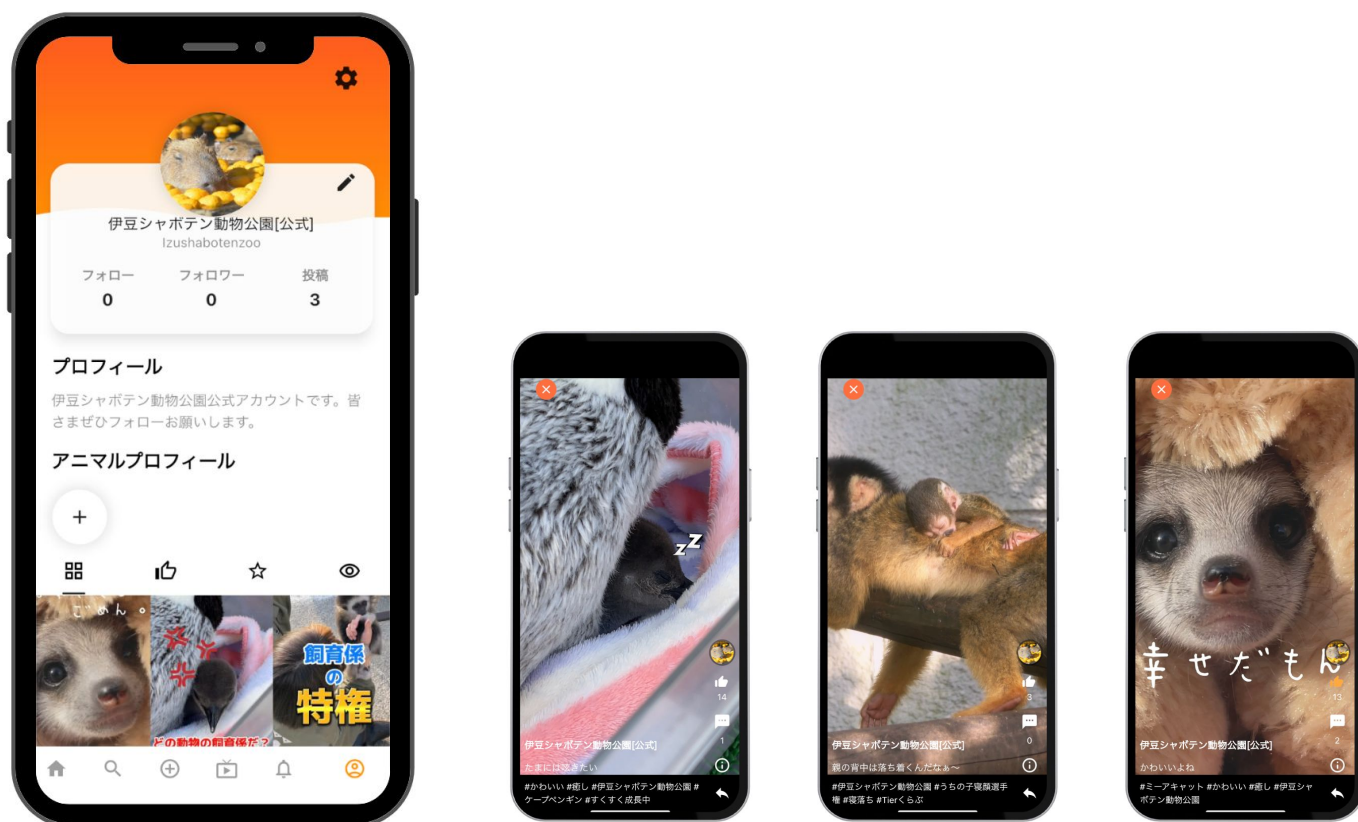 伊豆シャボテン動物公園[公式]
Izushabotenzoo
フォロー
フォロワー
投稿
0
0
3
プロフィール
伊豆シャボテン動物公園公式アカウントです。皆
さまぜひフォローお願いします。
アニマルプロフィール
ごめん。
どの動物の飼育係だ?
飼育係
の
特権
zZ
14
1
伊豆シャボテン動物公園[公式]
たまには呟きたい
#かわいい #癒し #伊豆シャボテン動物公園 #
ケープペンギン #すくすく成長中
3
0
伊豆シャボテン動物公園[公式]
親の背中は落ち着くんだなぁ〜
#伊豆シャボテン動物公園 #うちの子寝顔選手
権 #寝落ち #Tierくらぶ
幸せだもん
13
2
伊豆シャボテン動物公園[公式]
かわいいよね
#ミーアキャット #かわいい #癒し #伊豆シャ
ボテン動物公園